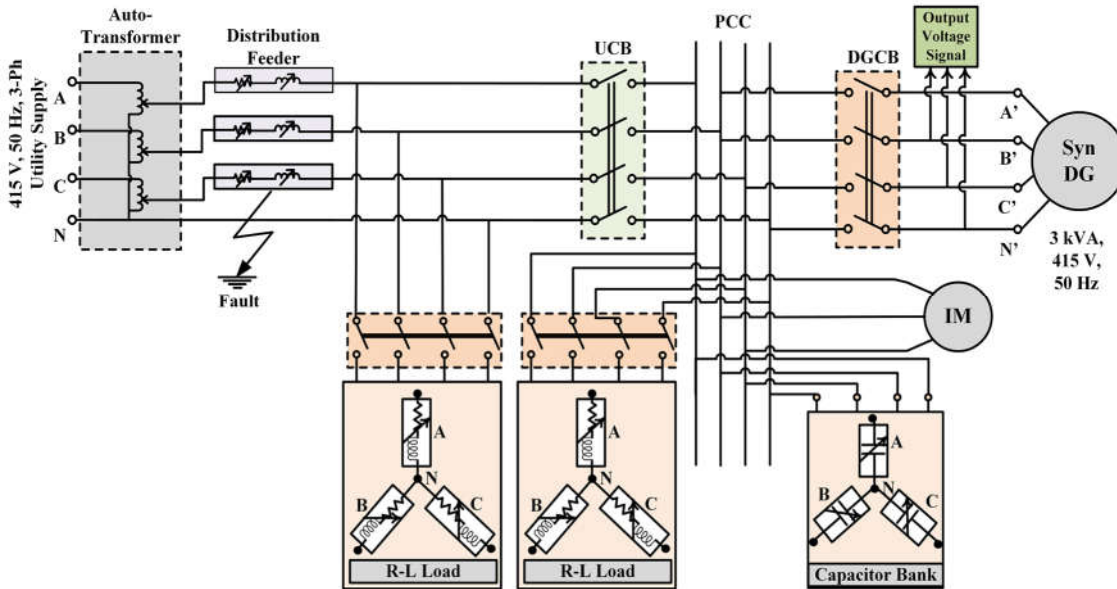 Auto-
Transformer
Distribution
Feeder
UCB
PCC
DGCB
Output
Voltage
Signal
415 V, 50 Hz, 3-Ph
Utility Supply
A
B
C
N
A'
B'
C'
N'
Syn
DG
3 kVA,
415 V,
50 Hz
Fault
IM
A
N
B
C
R-L Load
A
N
B
C
R-L Load
A
N
B
C
Capacitor Bank